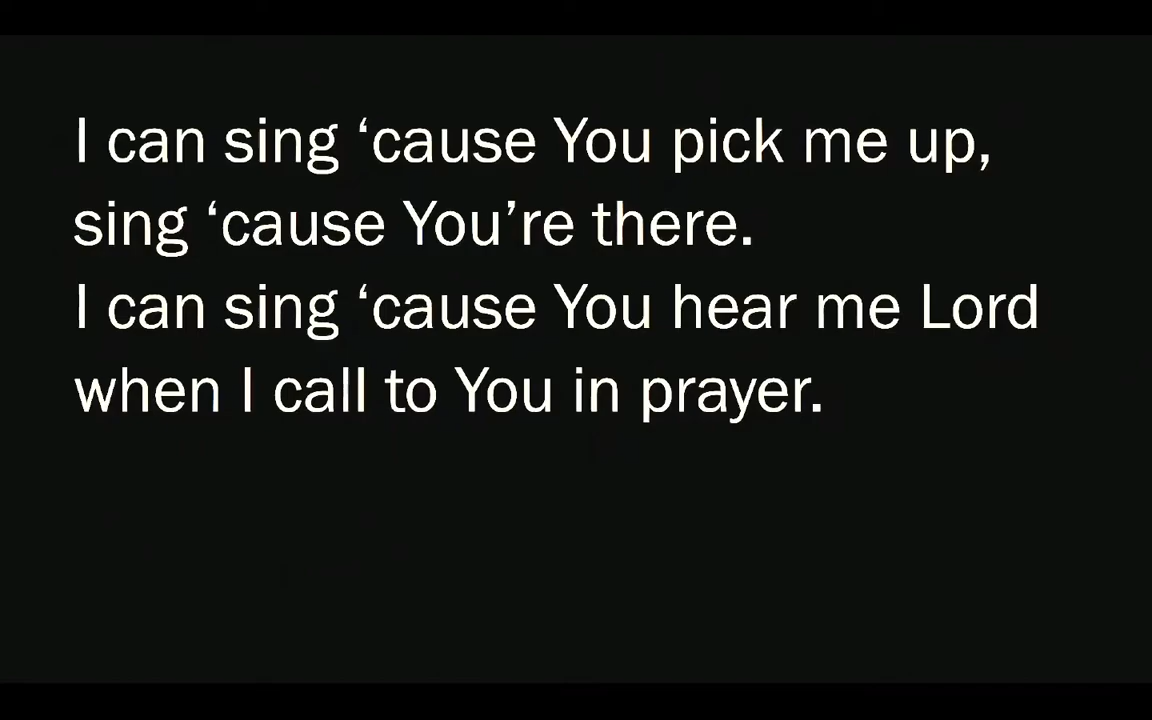 I can sing ‘cause You pick me up,
sing ‘cause You’re there.
I can sing ‘cause You hear me Lord
when I call to You in prayer.